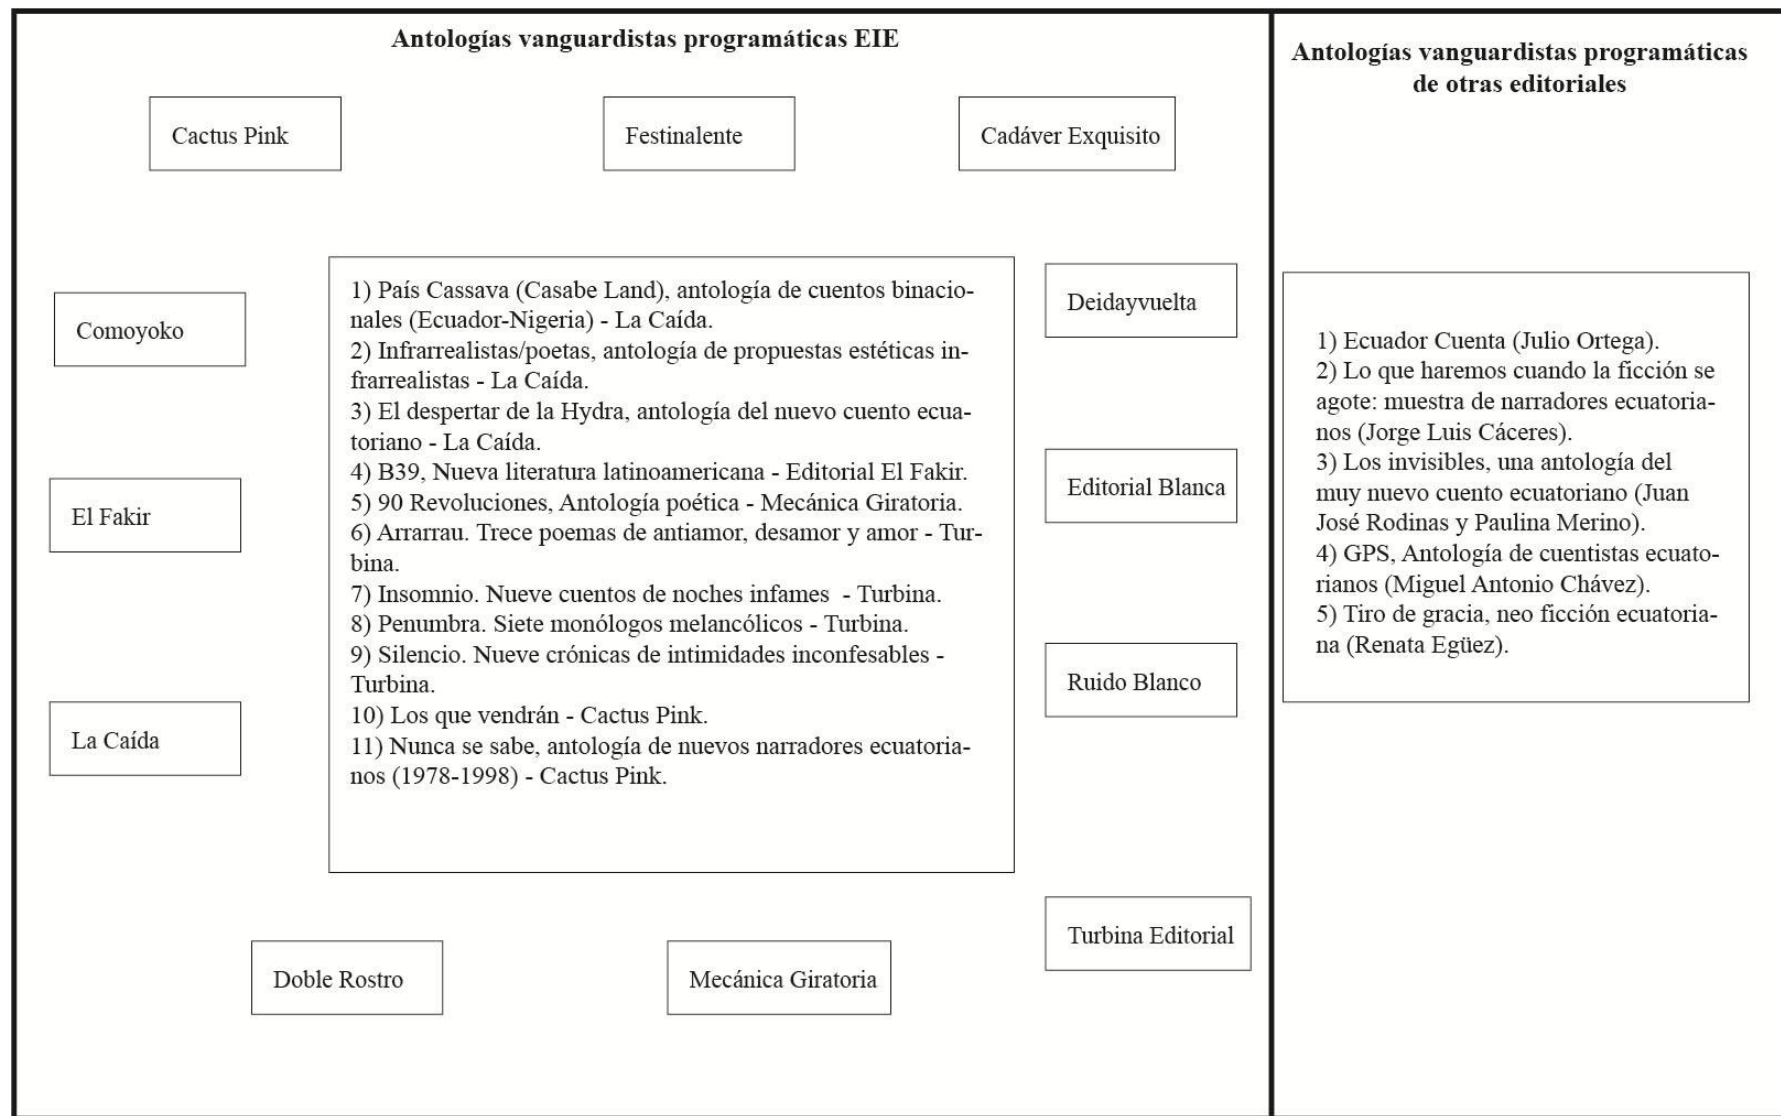 Antologías vanguardistas programáticas EIE
Cactus Pink
Festinalente
Cadáver Exquisito
Comoyoko
El Fakir
La Caída
1) País Cassava (Casabe Land), antología de cuentos binacio-
nales (Ecuador-Nigeria) - La Caída.
2) Infrarrealistas/poetas, antología de propuestas estéticas in-
frarrealistas - La Caída.
3) El despertar de la Hydra, antología del nuevo cuento ecua-
toriano - La Caída.
4) B39, Nueva literatura latinoamericana - Editorial El Fakir.
5) 90 Revoluciones, Antología poética - Mecánica Giratoria.
6) Ararrau. Trece poemas de antiamor, desamor y amor - Tur-
bina.
7) Insomnio. Nueve cuentos de noches infames  - Turbina.
8) Penumbra. Siete monólogos melancólicos - Turbina.
9) Silencio. Nueve crónicas de intimidades inconfesables -
Turbina.
10) Los que vendrán - Cactus Pink.
11) Nunca se sabe, antología de nuevos narradores ecuatoria-
nos (1978-1998) - Cactus Pink.
Deidayvuelta
Editorial Blanca
Ruido Blanco
Turbina Editorial
Doble Rostro
Mecánica Giratoria
Antologías vanguardistas programáticas
de otras editoriales
1) Ecuador Cuenta (Julio Ortega).
2) Lo que haremos cuando la ficción se
agote: muestra de narradores ecuatoria-
nos (Jorge Luis Cáceres).
3) Los invisibles, una antología del
muy nuevo cuento ecuatoriano (Juan
José Rodinas y Paulina Merino).
4) GPS, Antología de cuentistas ecuato-
rianos (Miguel Antonio Chávez).
5) Tiro de gracia, neo ficción ecuatoria-
na (Renata Egüez).